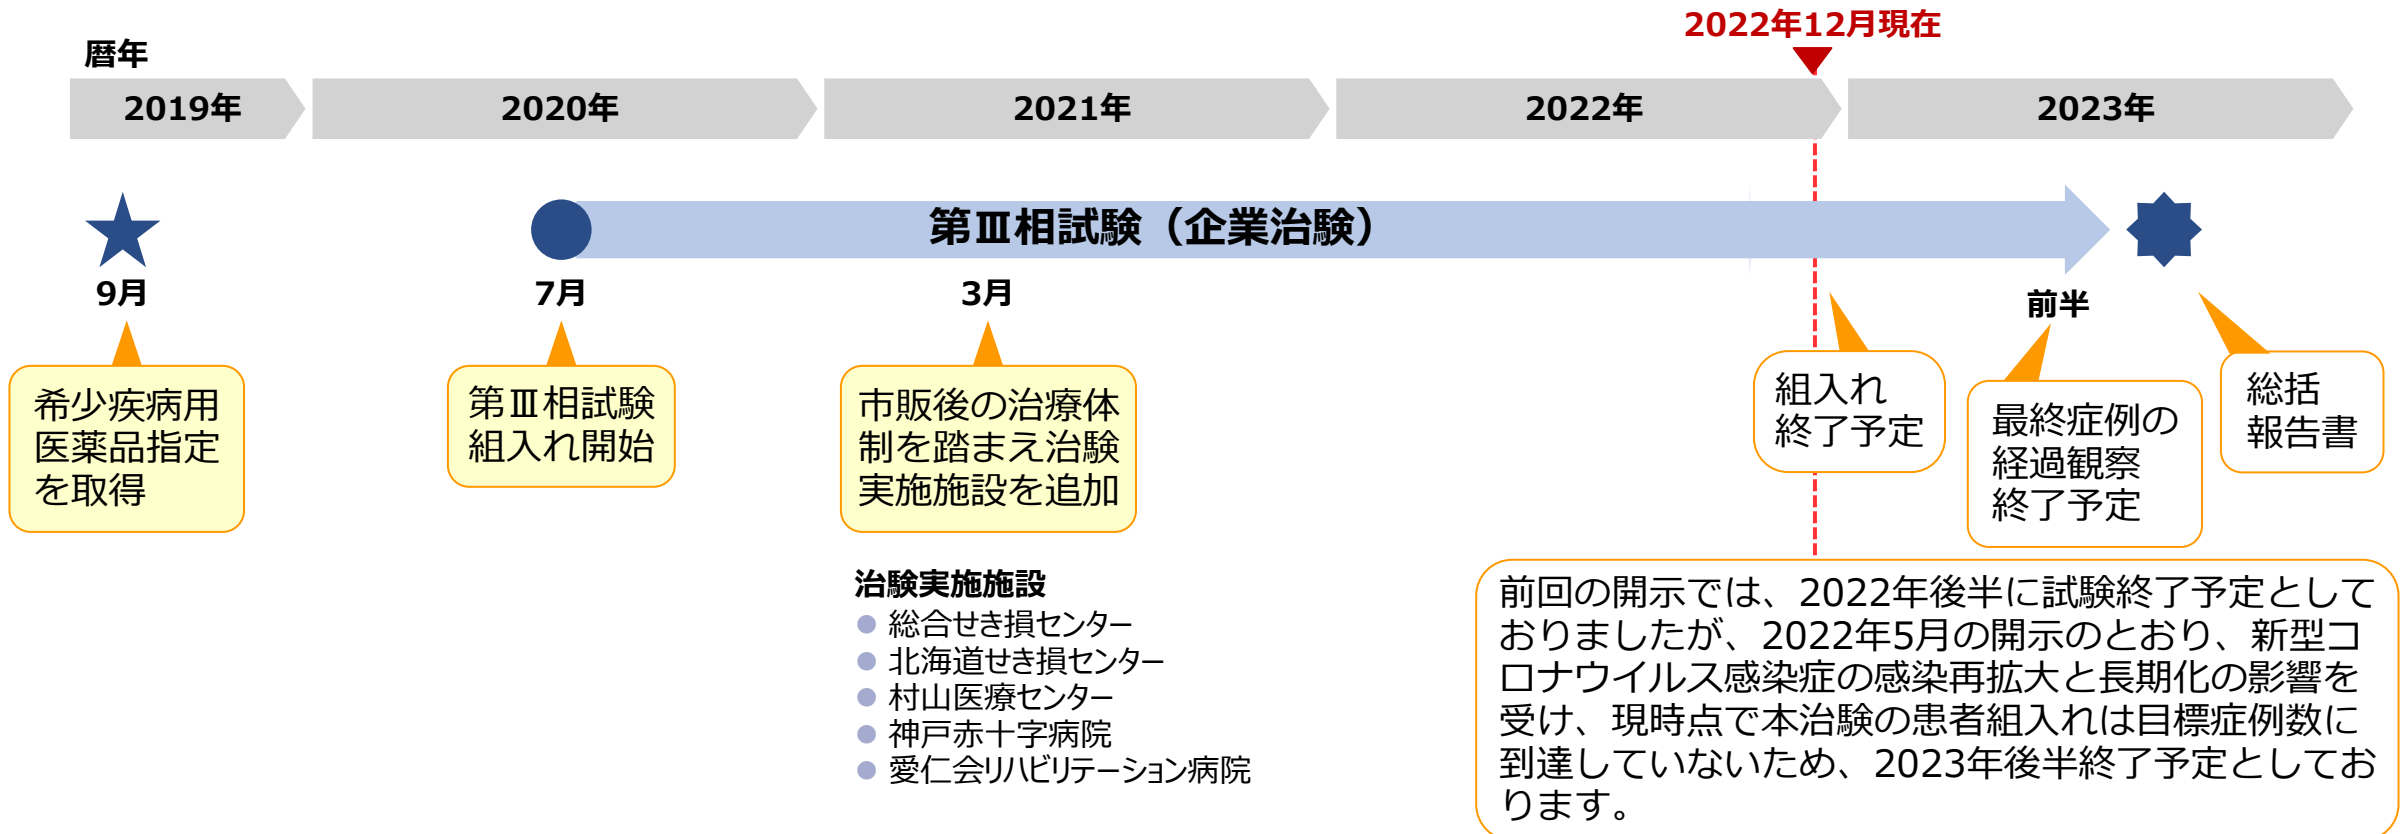 2022年12月現在
暦年
2019年
2020年
2021年
2022年
2023年
第Ⅲ相試験（企業治験）
9月
7月
3月
前半
希少疾病用
医薬品指定
を取得
第Ⅲ相試験
組入れ開始
市販後の治療体
制を踏まえ治験
実施施設を追加
組入れ
終了予定
最終症例の
経過観察
終了予定
総括
報告書
治験実施施設
● 総合せき損センター
● 北海道せき損センター
● 村山医療センター
● 神戸赤十字病院
● 愛仁会リハビリテーション病院
前回の開示では、2022年後半に試験終了予定として
おりましたが、2022年5月の開示のとおり、新型コ
ロナウイルス感染症の感染再拡大と長期化の影響を
受け、現時点で本治験の患者組入れは目標症例数に
到達していないため、2023年後半終了予定としてお
ります。